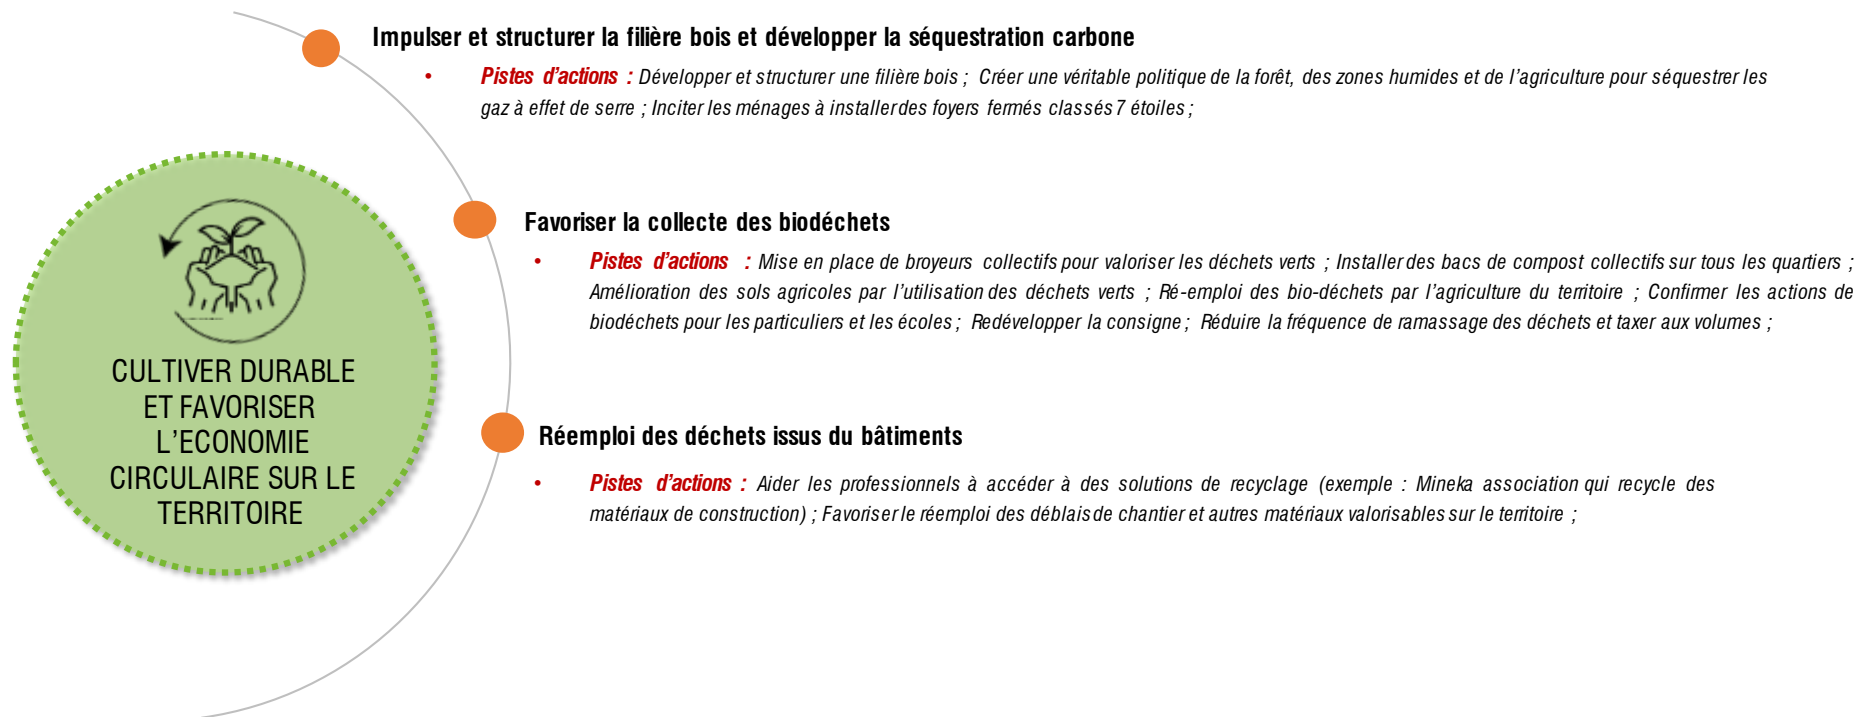 Impulser et structurer la filière bois et développer la séquestration carbone
• Pistes d’actions : Développer et structurer une filière bois ; Créer une véritable politique de la forêt, des zones humides et de l’agriculture pour séquestrer les
gaz à effet de serre ; Inciter les ménages à installer des foyers fermés classés 7 étoiles ;
Favoriser la collecte des biodéchets
• Pistes d’actions : Mise en place de broyeurs collectifs pour valoriser les déchets verts ; Installer des bacs de compost collectifs sur tous les quartiers ;
Amélioration des sols agricoles par l’utilisation des déchets verts ; Ré-emploi des bio-déchets par l’agriculture du territoire ; Confirmer les actions de
biodéchets pour les particuliers et les écoles ; Redévelopper la consigne ; Réduire la fréquence de ramassage des déchets et taxer aux volumes ;
CULTIVER DURABLE
ET FAVORISER
L’ECONOMIE
CIRCULAIRE SUR LE
TERRITOIRE
Réemploi des déchets issus du bâtiments
• Pistes d’actions : Aider les professionnels à accéder à des solutions de recyclage (exemple : Mineka association qui recycle des
matériaux de construction) ; Favoriser le réemploi des déblais de chantier et autres matériaux valorisables sur le territoire ;